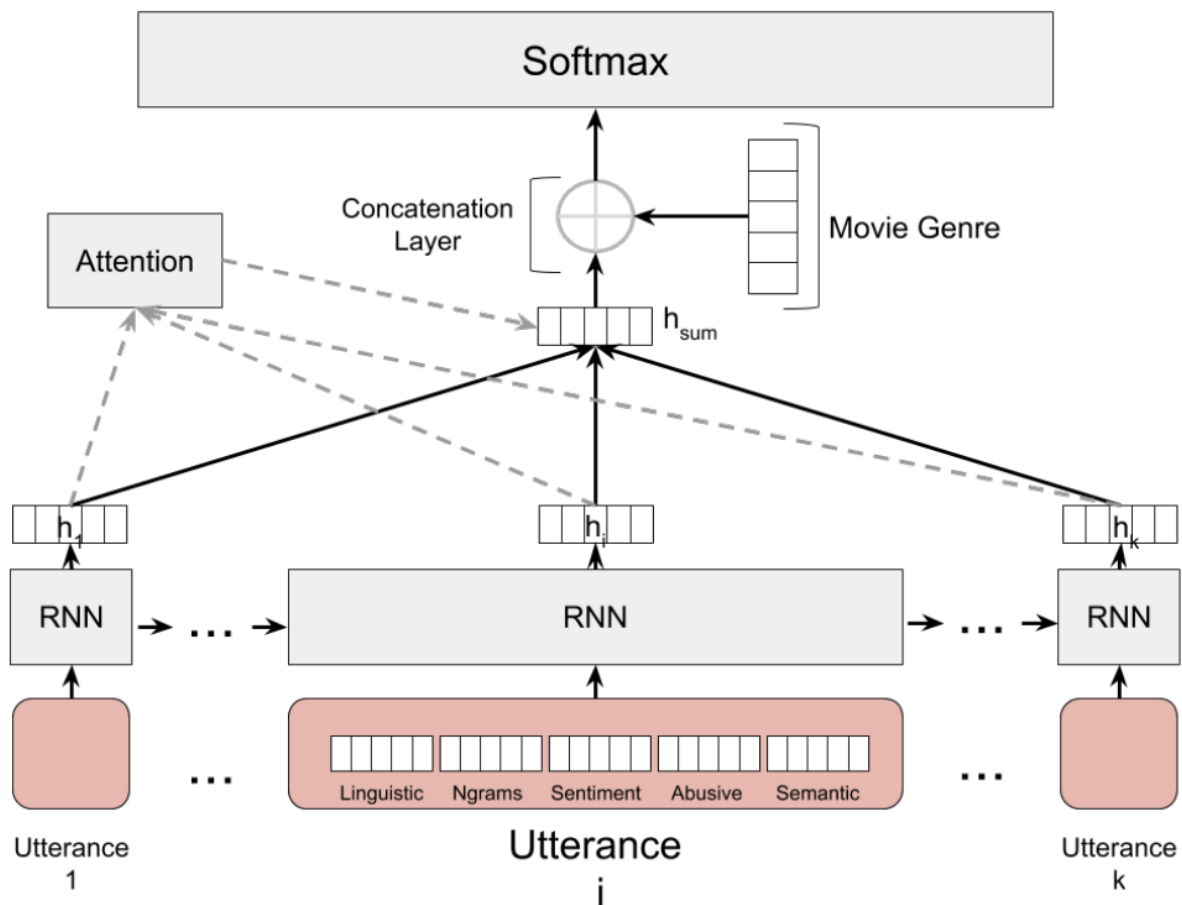 Softmax
Concatenation
Layer
Movie Genre
Attention
h_sum
h_1
h_i
h_k
RNN
...
RNN
...
RNN
...
Linguistic
Ngrams
Sentiment
Abusive
Semantic
...
Utterance
1
Utterance
i
Utterance
k